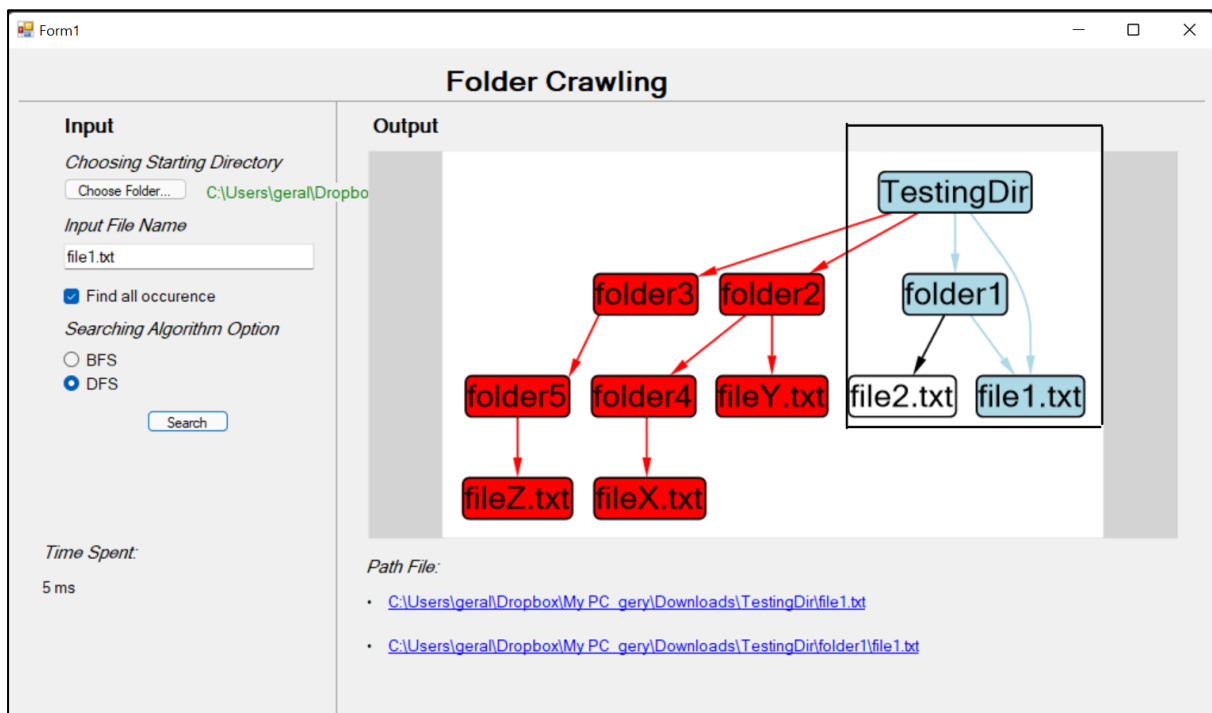 Form1
Folder Crawling
Input
Choosing Starting Directory
Choose Folder...
C:\Users\geral\Dropbo
Input File Name
file1.txt
Find all occurence
Searching Algorithm Option
BFS
DFS
Search
Time Spent:
5 ms
Output
TestingDir
folder3
folder2
folder1
folder5
folder4
fileY.txt
file2.txt
file1.txt
fileZ.txt
fileX.txt
Path File:
• C:\Users\geral\Dropbox\My PC_gery\Downloads\TestingDir\file1.txt
• C:\Users\geral\Dropbox\My PC_gery\Downloads\TestingDir\folder1\file1.txt